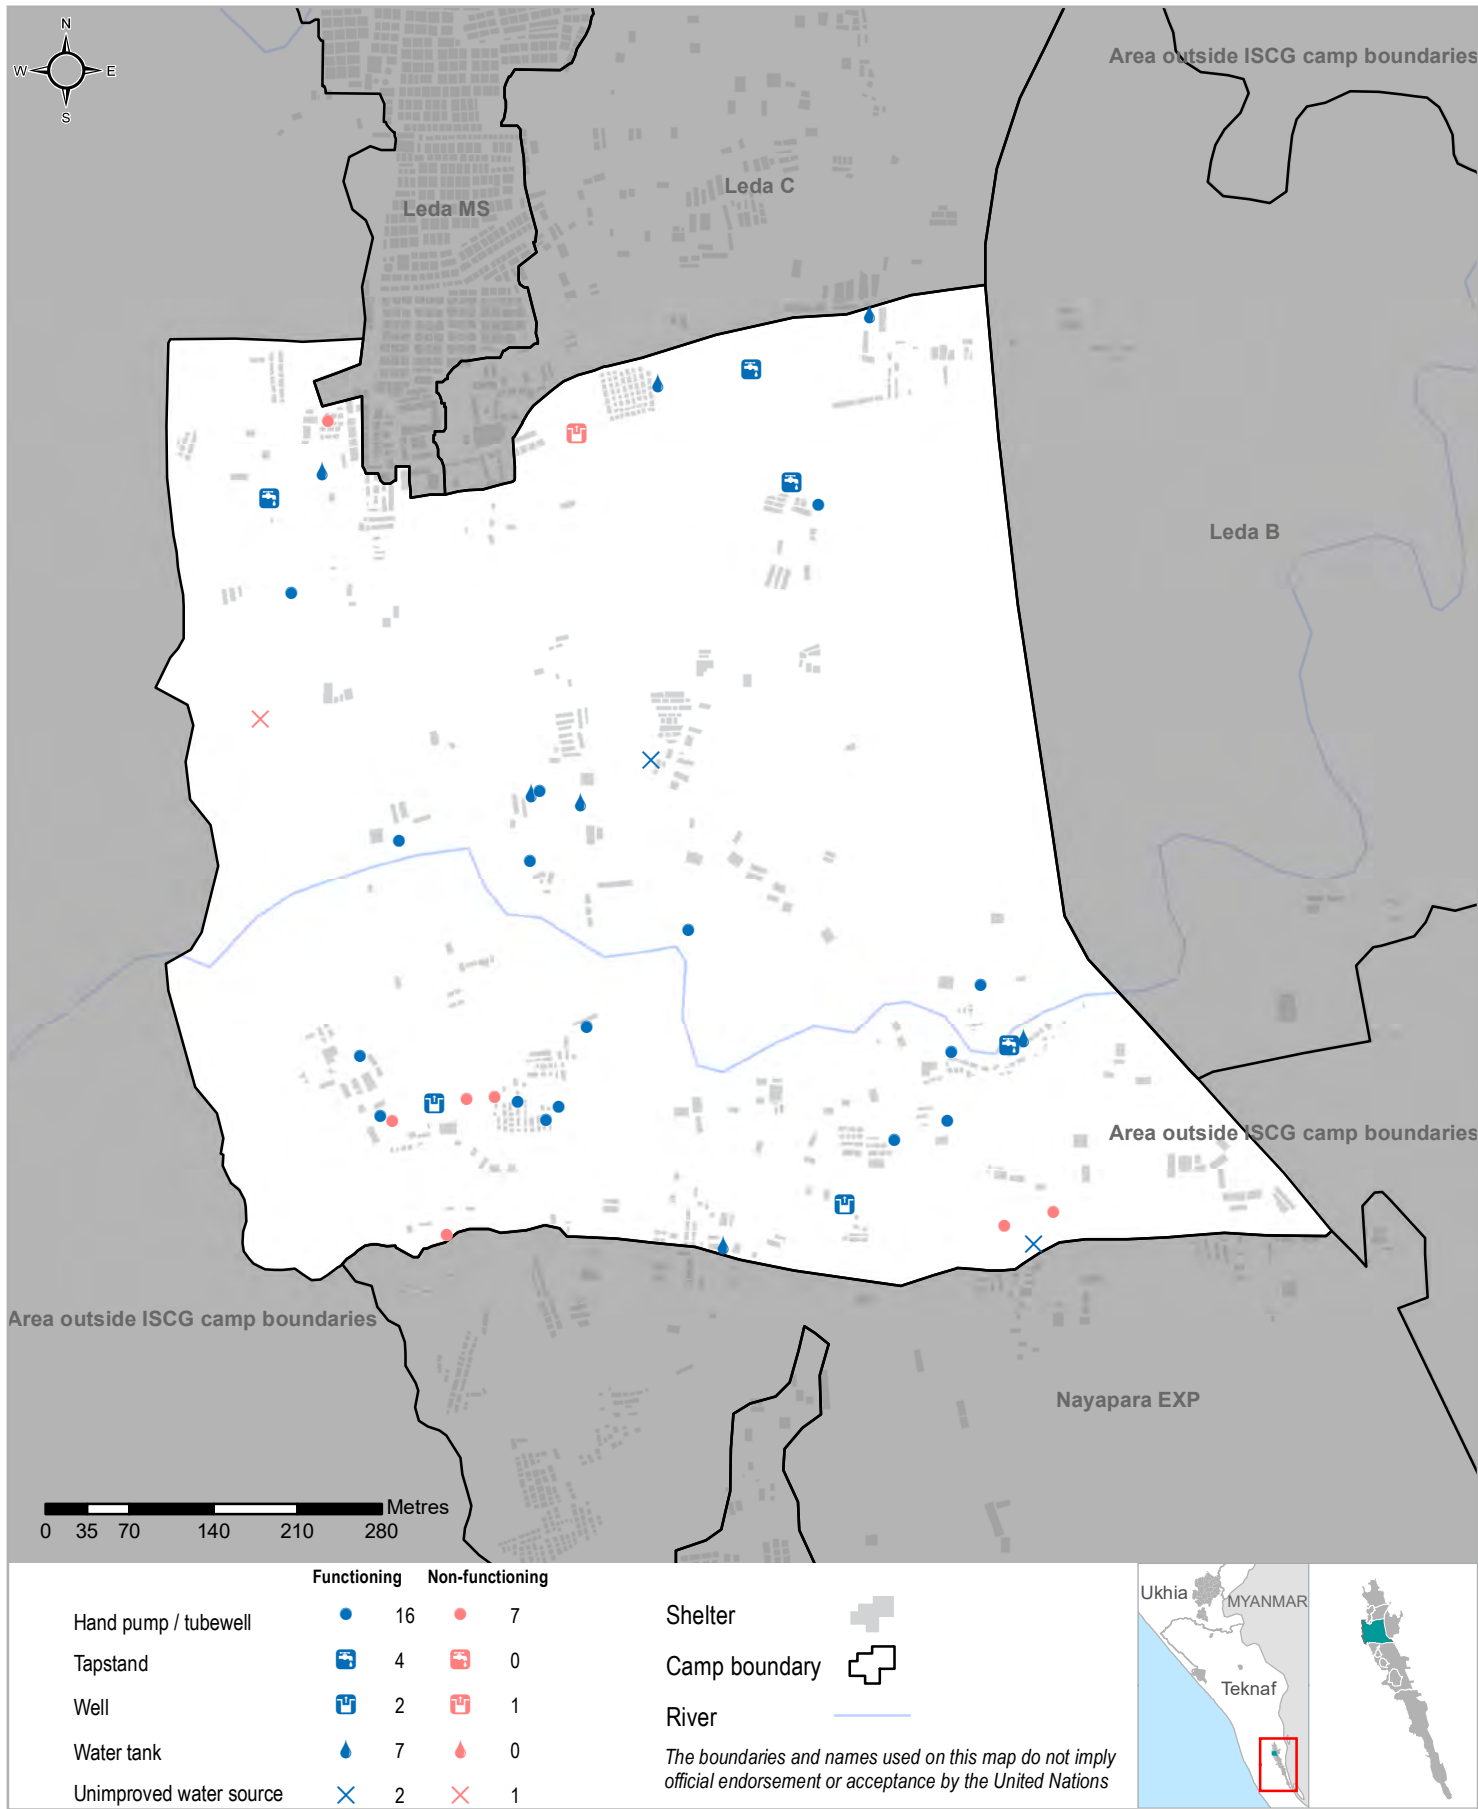 N
W E
S
Area outside ISCG camp boundaries
Leda C
Leda MS
Leda B
Area outside ISCG camp boundaries
Area outside ISCG camp boundaries
Nayapara EXP
Metres
0 35 70 140 210 280
Functioning Non-functioning
Hand pump / tubewell 16 7
Tapstand 4 0
Well 2 1
Water tank 7 0
Unimproved water source 2 1
Shelter
Camp boundary
River
The boundaries and names used on this map do not imply
official endorsement or acceptance by the United Nations
Ukhia
MYANMAR
Teknaf